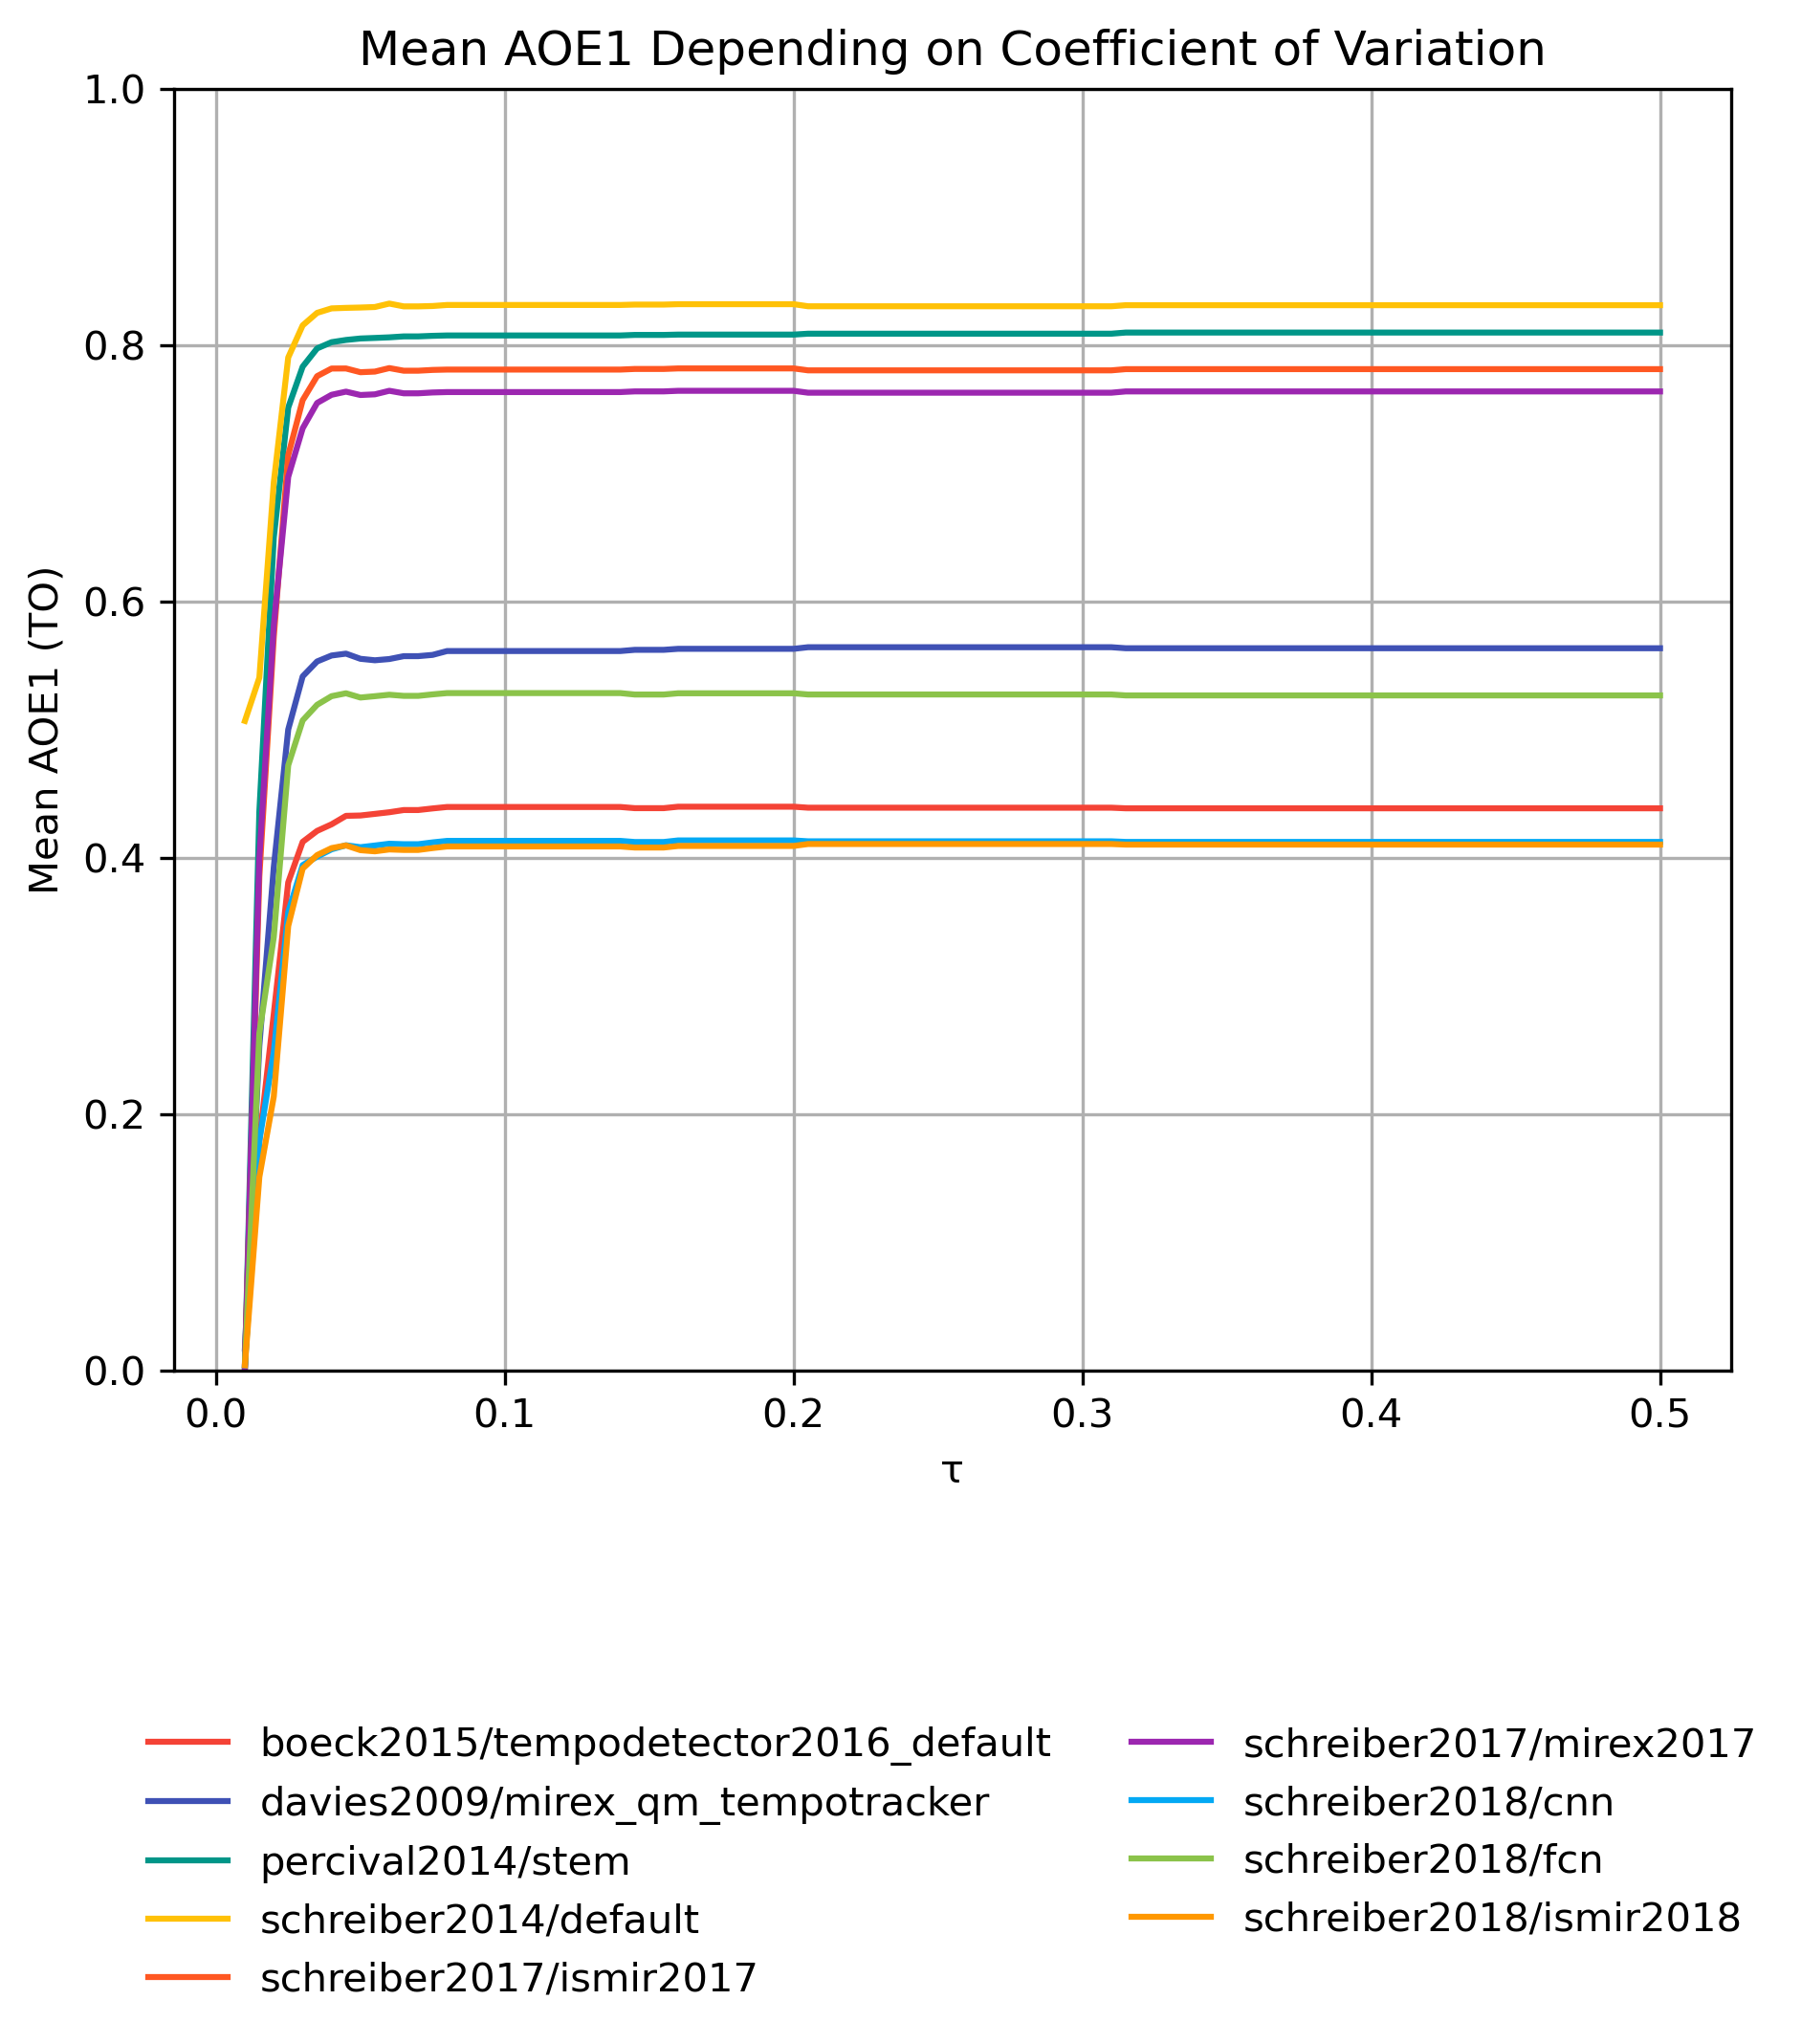 Mean AOE1 Depending on Coefficient of Variation
1.0
0.8
0.6
0.4
0.2
0.0
Mean AOE1 (TO)
0.0 0.1 0.2 0.3 0.4 0.5
τ
boeck2015/tempodetector2016_default
davies2009/mirex_qm_tempotracker
percival2014/stem
schreiber2014/default
schreiber2017/ismir2017
schreiber2017/mirex2017
schreiber2018/cnn
schreiber2018/fcn
schreiber2018/ismir2018